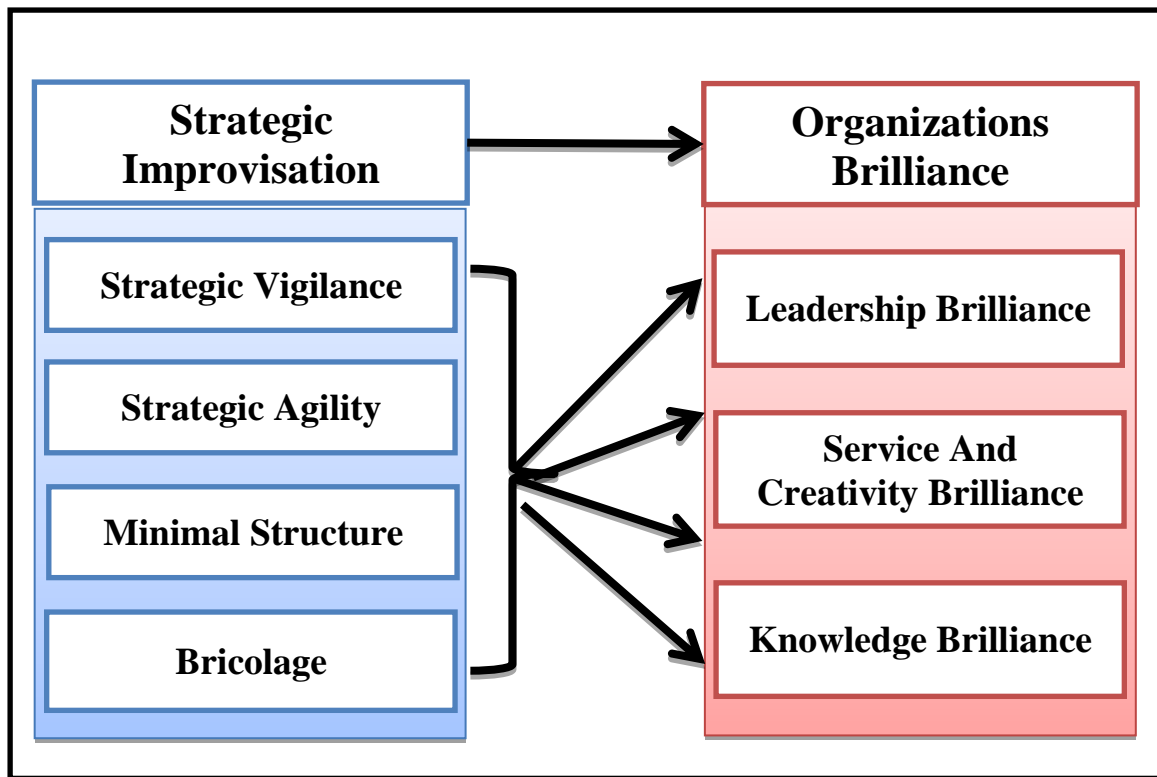 Strategic
Improvisation
Organizations
Brilliance
Strategic Vigilance
Strategic Agility
Minimal Structure
Bricolage
Leadership Brilliance
Service And
Creativity Brilliance
Knowledge Brilliance